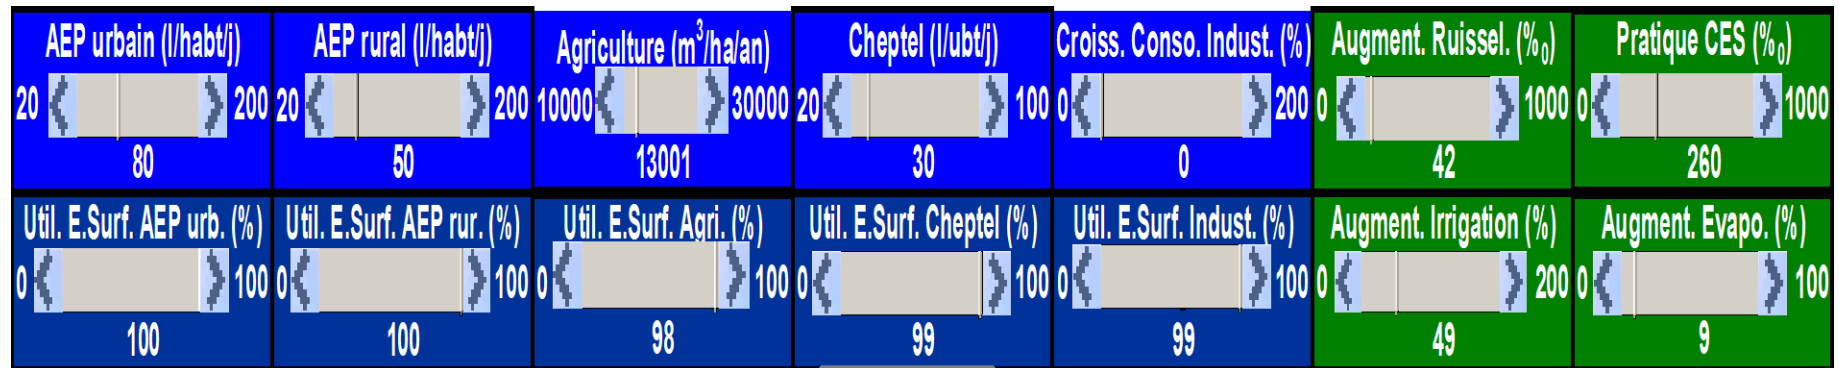 AEP urbain (l/habt/j)
20 200
80
AEP rural (l/habt/j)
20 200
50
Agriculture (m³/ha/an)
10000 30000
13001
Cheptel (l/ubt/j)
20 100
30
Croiss. Conso. Indust. (%)
0 200
0
Augment. Ruissel. (%₀)
0 1000
42
Pratique CES (%₀)
0 1000
260
Util. E.Surf. AEP urb. (%)
0 100
100
Util. E.Surf. AEP rur. (%)
0 100
100
Util. E.Surf. Agri. (%)
0 100
98
Util. E.Surf. Cheptel (%)
0 100
99
Util. E.Surf. Indust. (%)
0 100
99
Augment. Irrigation (%)
0 200
49
Augment. Evapo. (%)
0 100
9